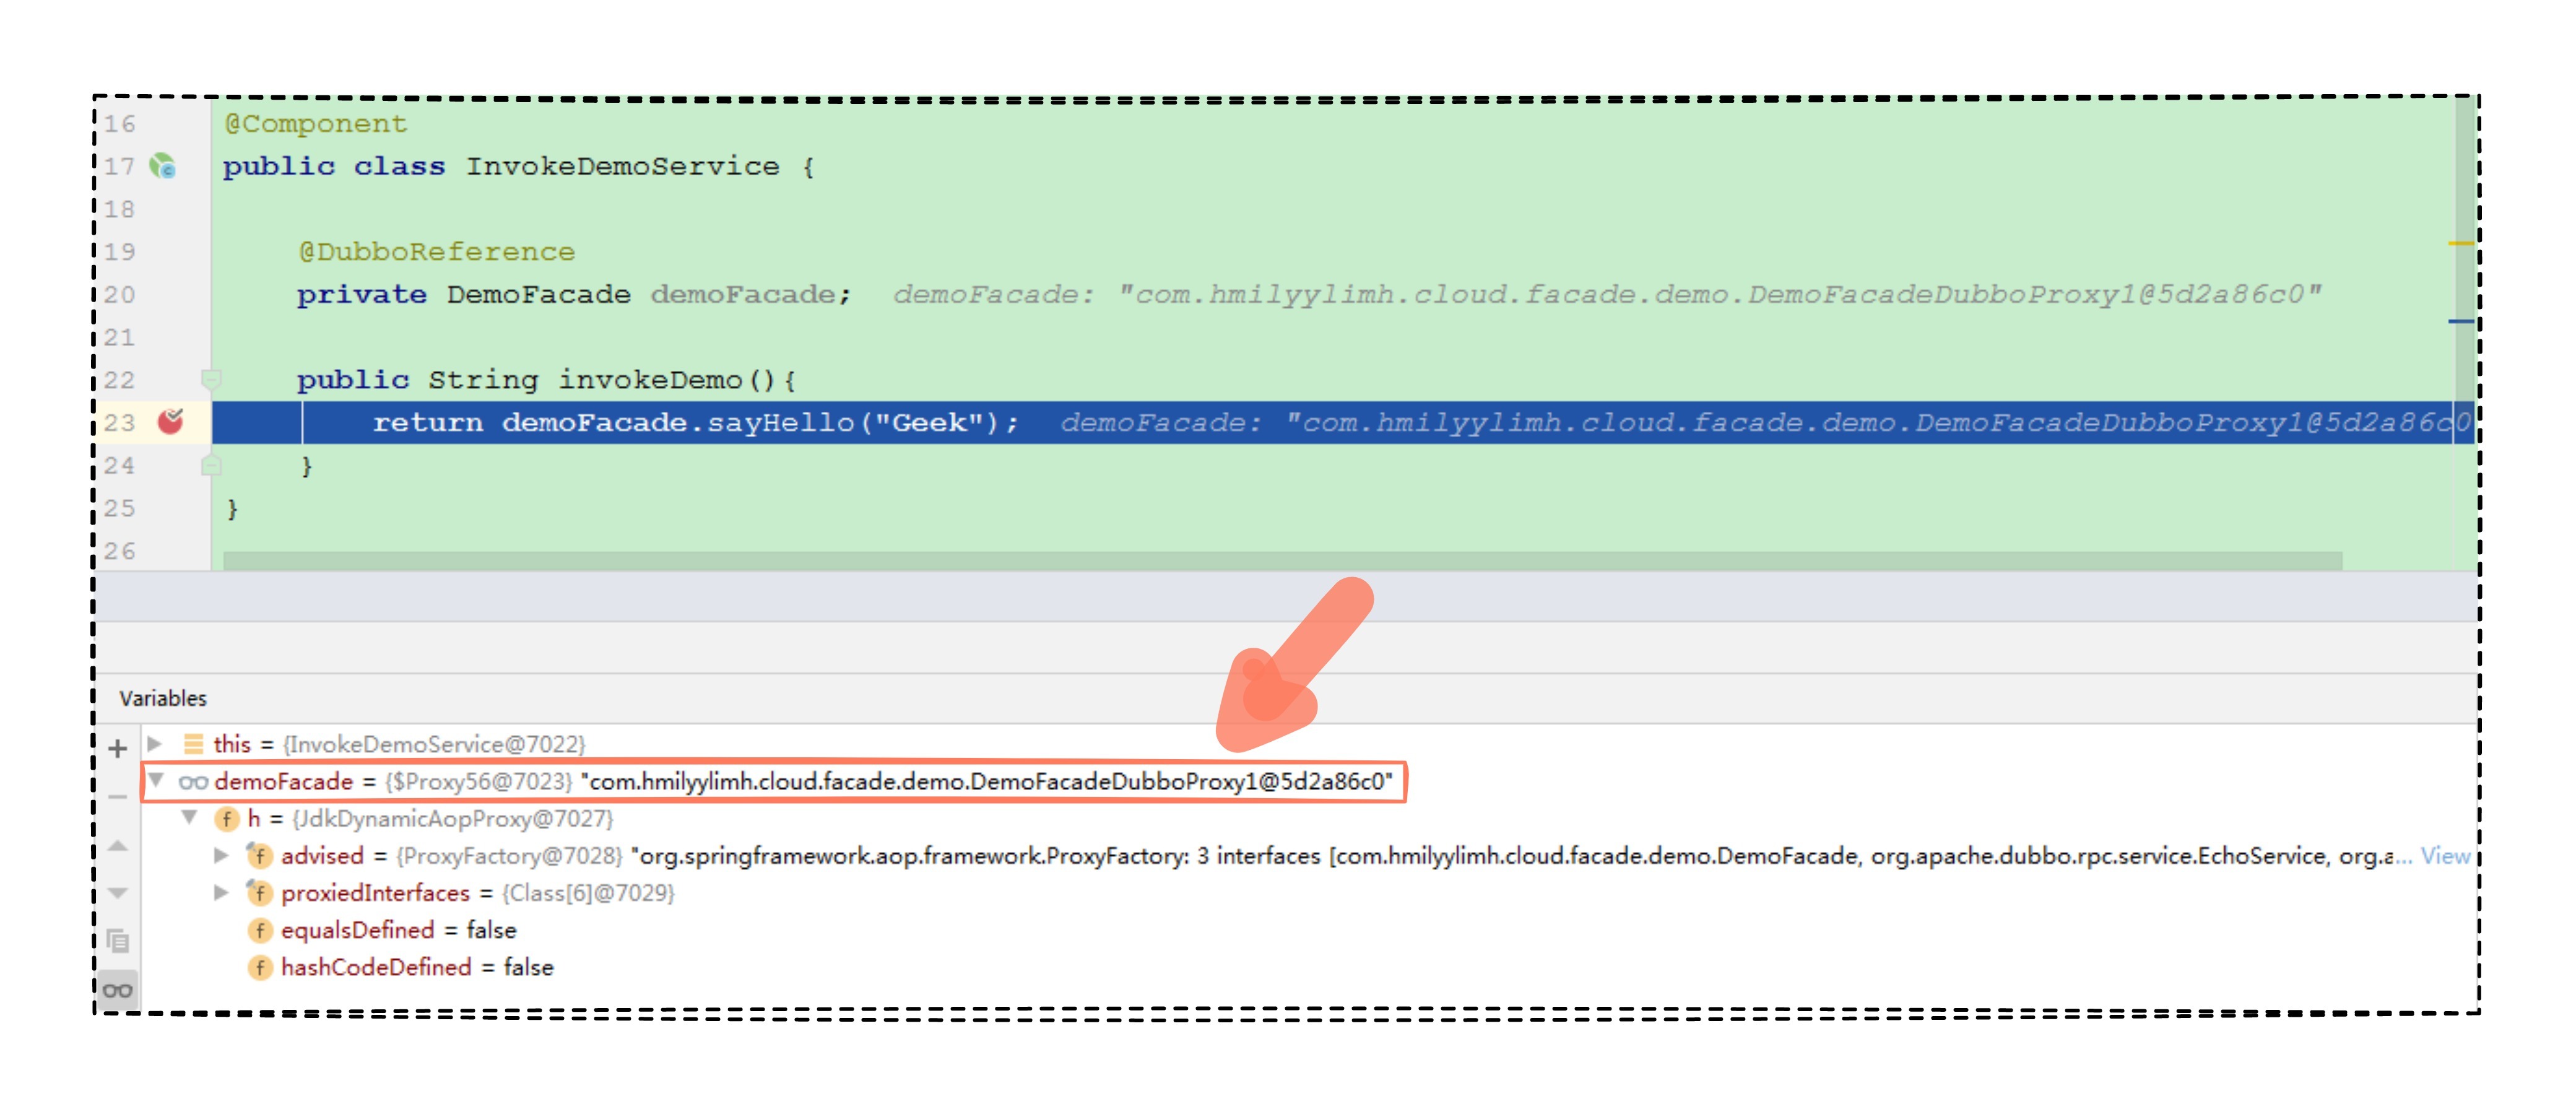 16 @Component
17 public class InvokeDemoService {
18
19 @DubboReference
20 private DemoFacade demoFacade; demoFacade: "com.hmilyylimh.cloud.facade.demo.DemoFacadeDubboProxy1@5d2a86c0"
21
22 public String invokeDemo(){
23 return demoFacade.sayHello("Geek"); demoFacade: "com.hmilyylimh.cloud.facade.demo.DemoFacadeDubboProxy1@5d2a86c0
24 }
25 }
26
Variables
this = {InvokeDemoService@7022}
demoFacade = {$Proxy56@7023} "com.hmilyylimh.cloud.facade.demo.DemoFacadeDubboProxy1@5d2a86c0"
f h = {JdkDynamicAopProxy@7027}
f advised = {ProxyFactory@7028} "org.springframework.aop.framework.ProxyFactory: 3 interfaces [com.hmilyylimh.cloud.facade.demo.DemoFacade, org.apache.dubbo.rpc.service.EchoService, org.a... View
f proxiedInterfaces = {Class[6]@7029}
f equalsDefined = false
f hashCodeDefined = false